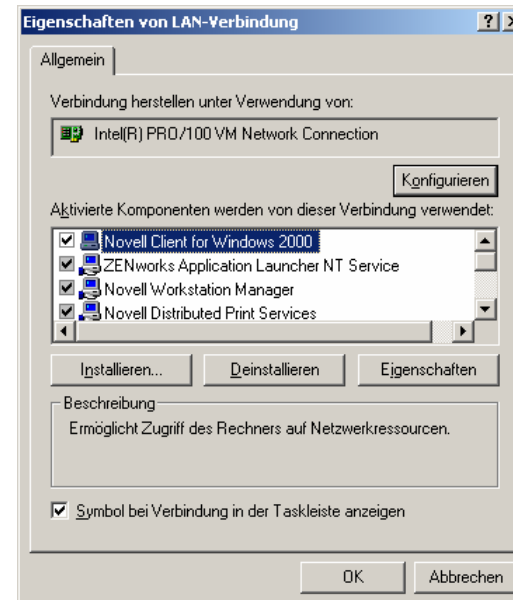 Eigenschaften von LAN-Verbindung
Allgemein
Verbindung herstellen unter Verwendung von:
Intel(R) PRO/100 VM Network Connection
Konfigurieren
Aktivierte Komponenten werden von dieser Verbindung verwendet:
Novell Client for Windows 2000
ZENworks Application Launcher NT Service
Novell Workstation Manager
Novell Distributed Print Services
Installieren...
Deinstallieren
Eigenschaften
Beschreibung
Ermöglicht Zugriff des Rechners auf Netzwerkressourcen.
Symbol bei Verbindung in der Taskleiste anzeigen
OK
Abbrechen